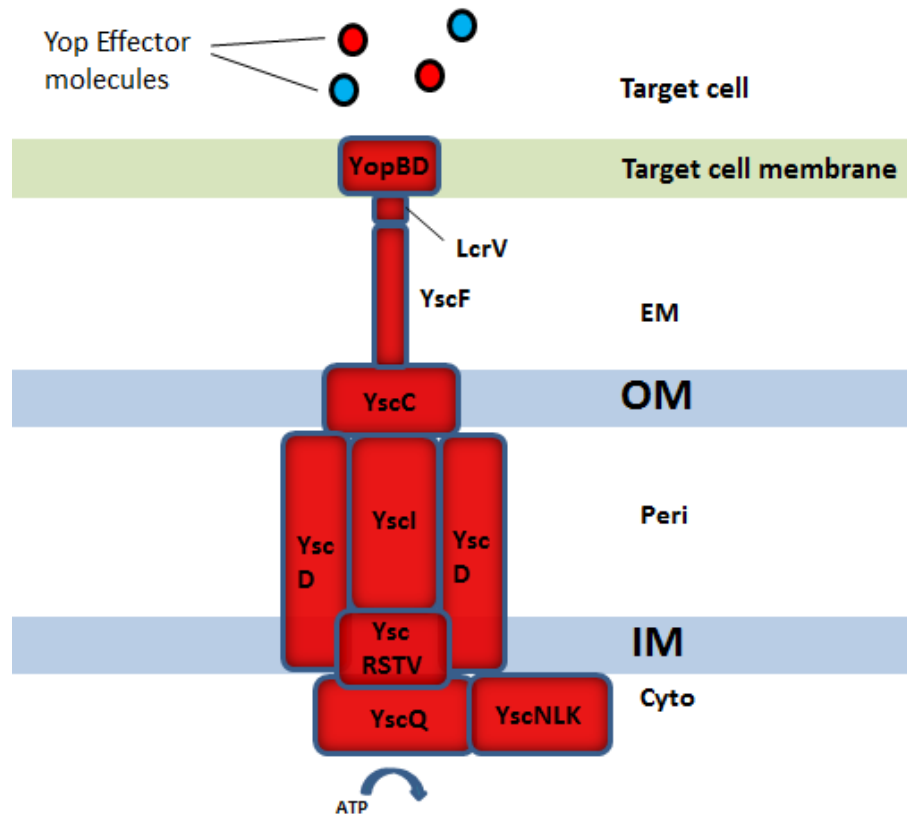 Yop Effector
molecules
Target cell
YopBD
Target cell membrane
LcrV
YscF
EM
YscC
OM
YscI
Ysc
D
Ysc
D
Peri
Ysc
RSTV
IM
YscQ
YscNLK
Cyto
ATP